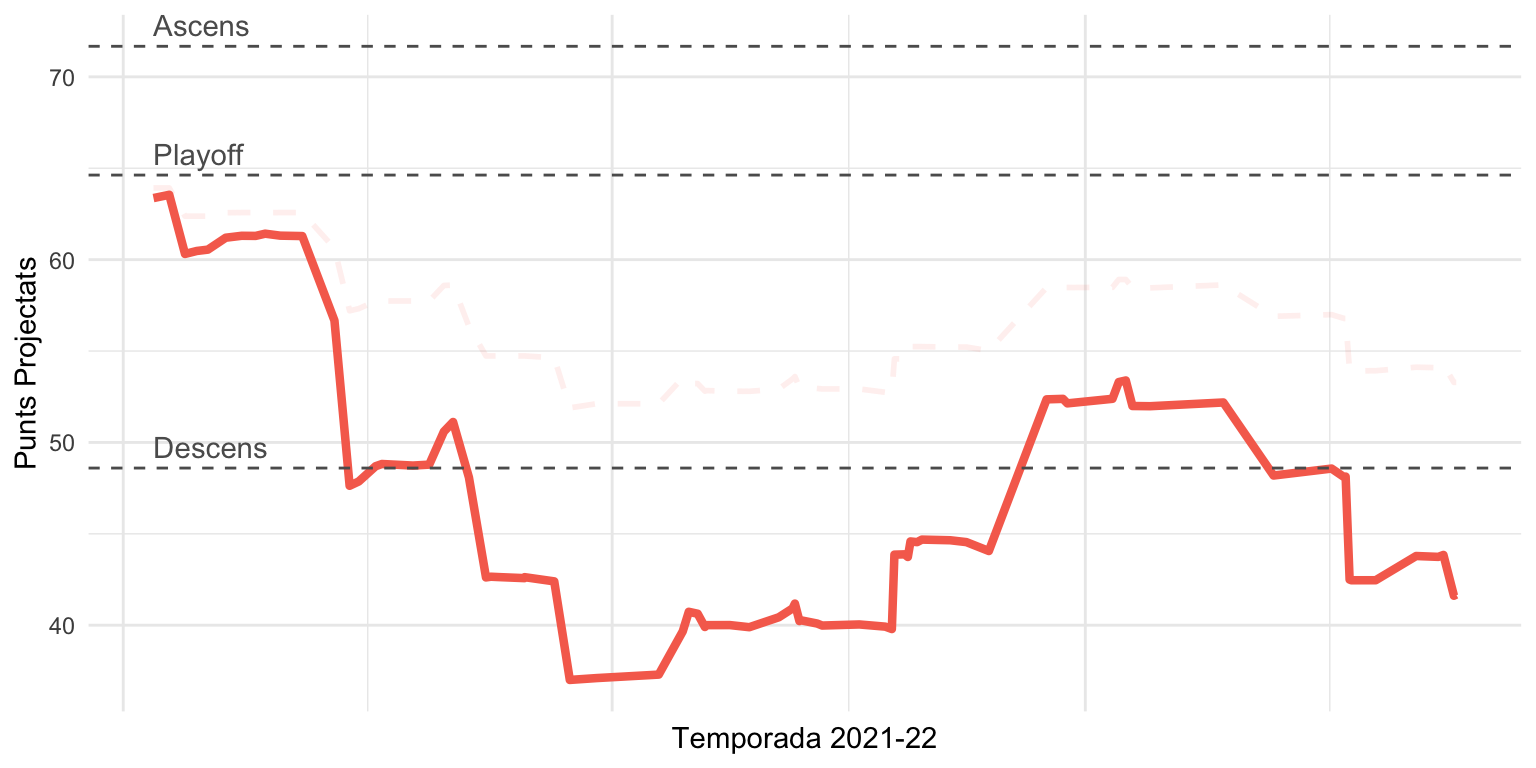 Ascens
70
Playoff
60
Punts Projectats
50
Descens
40
Temporada 2021-22